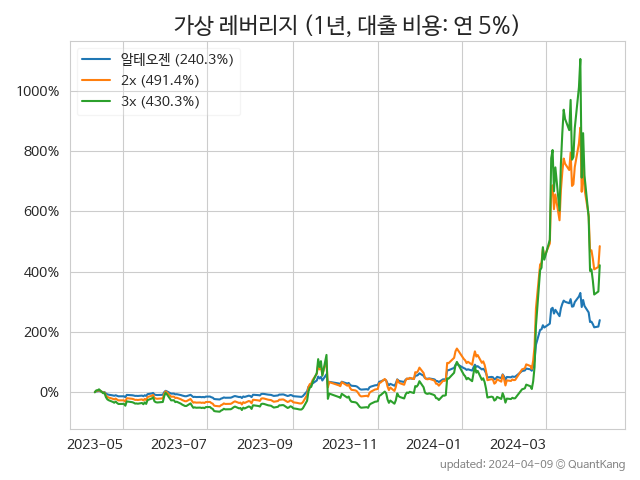 가상 레버리지 (1년, 대출 비용: 연 5%)
알테오젠 (240.3%)
2x (491.4%)
3x (430.3%)
1000%
800%
600%
400%
200%
0%
2023-05 2023-07 2023-09 2023-11 2024-01 2024-03
updated: 2024-04-09 © QuantKang